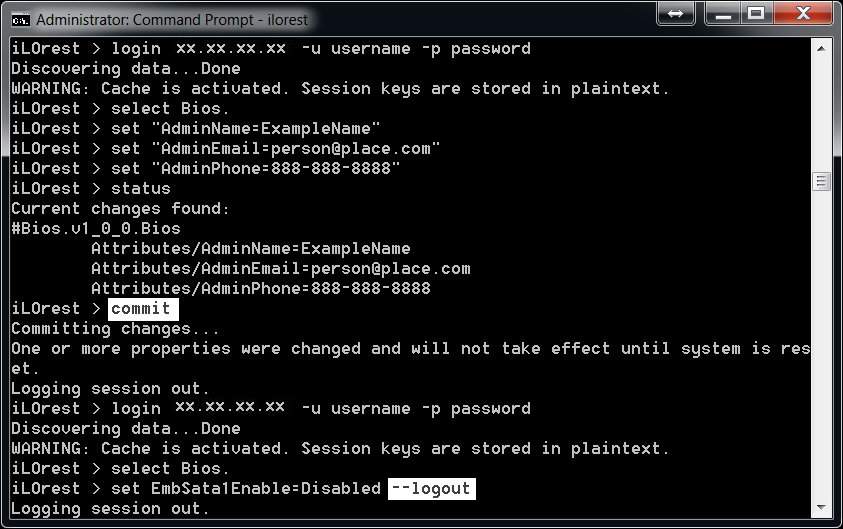 Administrator: Command Prompt - ilorest
iLOrest > login xx.xx.xx.xx -u username -p password
Discovering data...Done
WARNING: Cache is activated. Session keys are stored in plaintext.
iLOrest > select Bios.
iLOrest > set "AdminName=ExampleName"
iLOrest > set "AdminEmail=person@place.com"
iLOrest > set "AdminPhone=888-888-8888"
iLOrest > status
Current changes found:
#Bios.v1_0_0.Bios
Attributes/AdminName=ExampleName
Attributes/AdminEmail=person@place.com
Attributes/AdminPhone=888-888-8888
iLOrest > commit
Committing changes...
One or more properties were changed and will not take effect until system is res
et.
Logging session out.
iLOrest > login xx.xx.xx.xx -u username -p password
Discovering data...Done
WARNING: Cache is activated. Session keys are stored in plaintext.
iLOrest > select Bios.
iLOrest > set EmbSata1Enable=Disabled --logout
Logging session out.